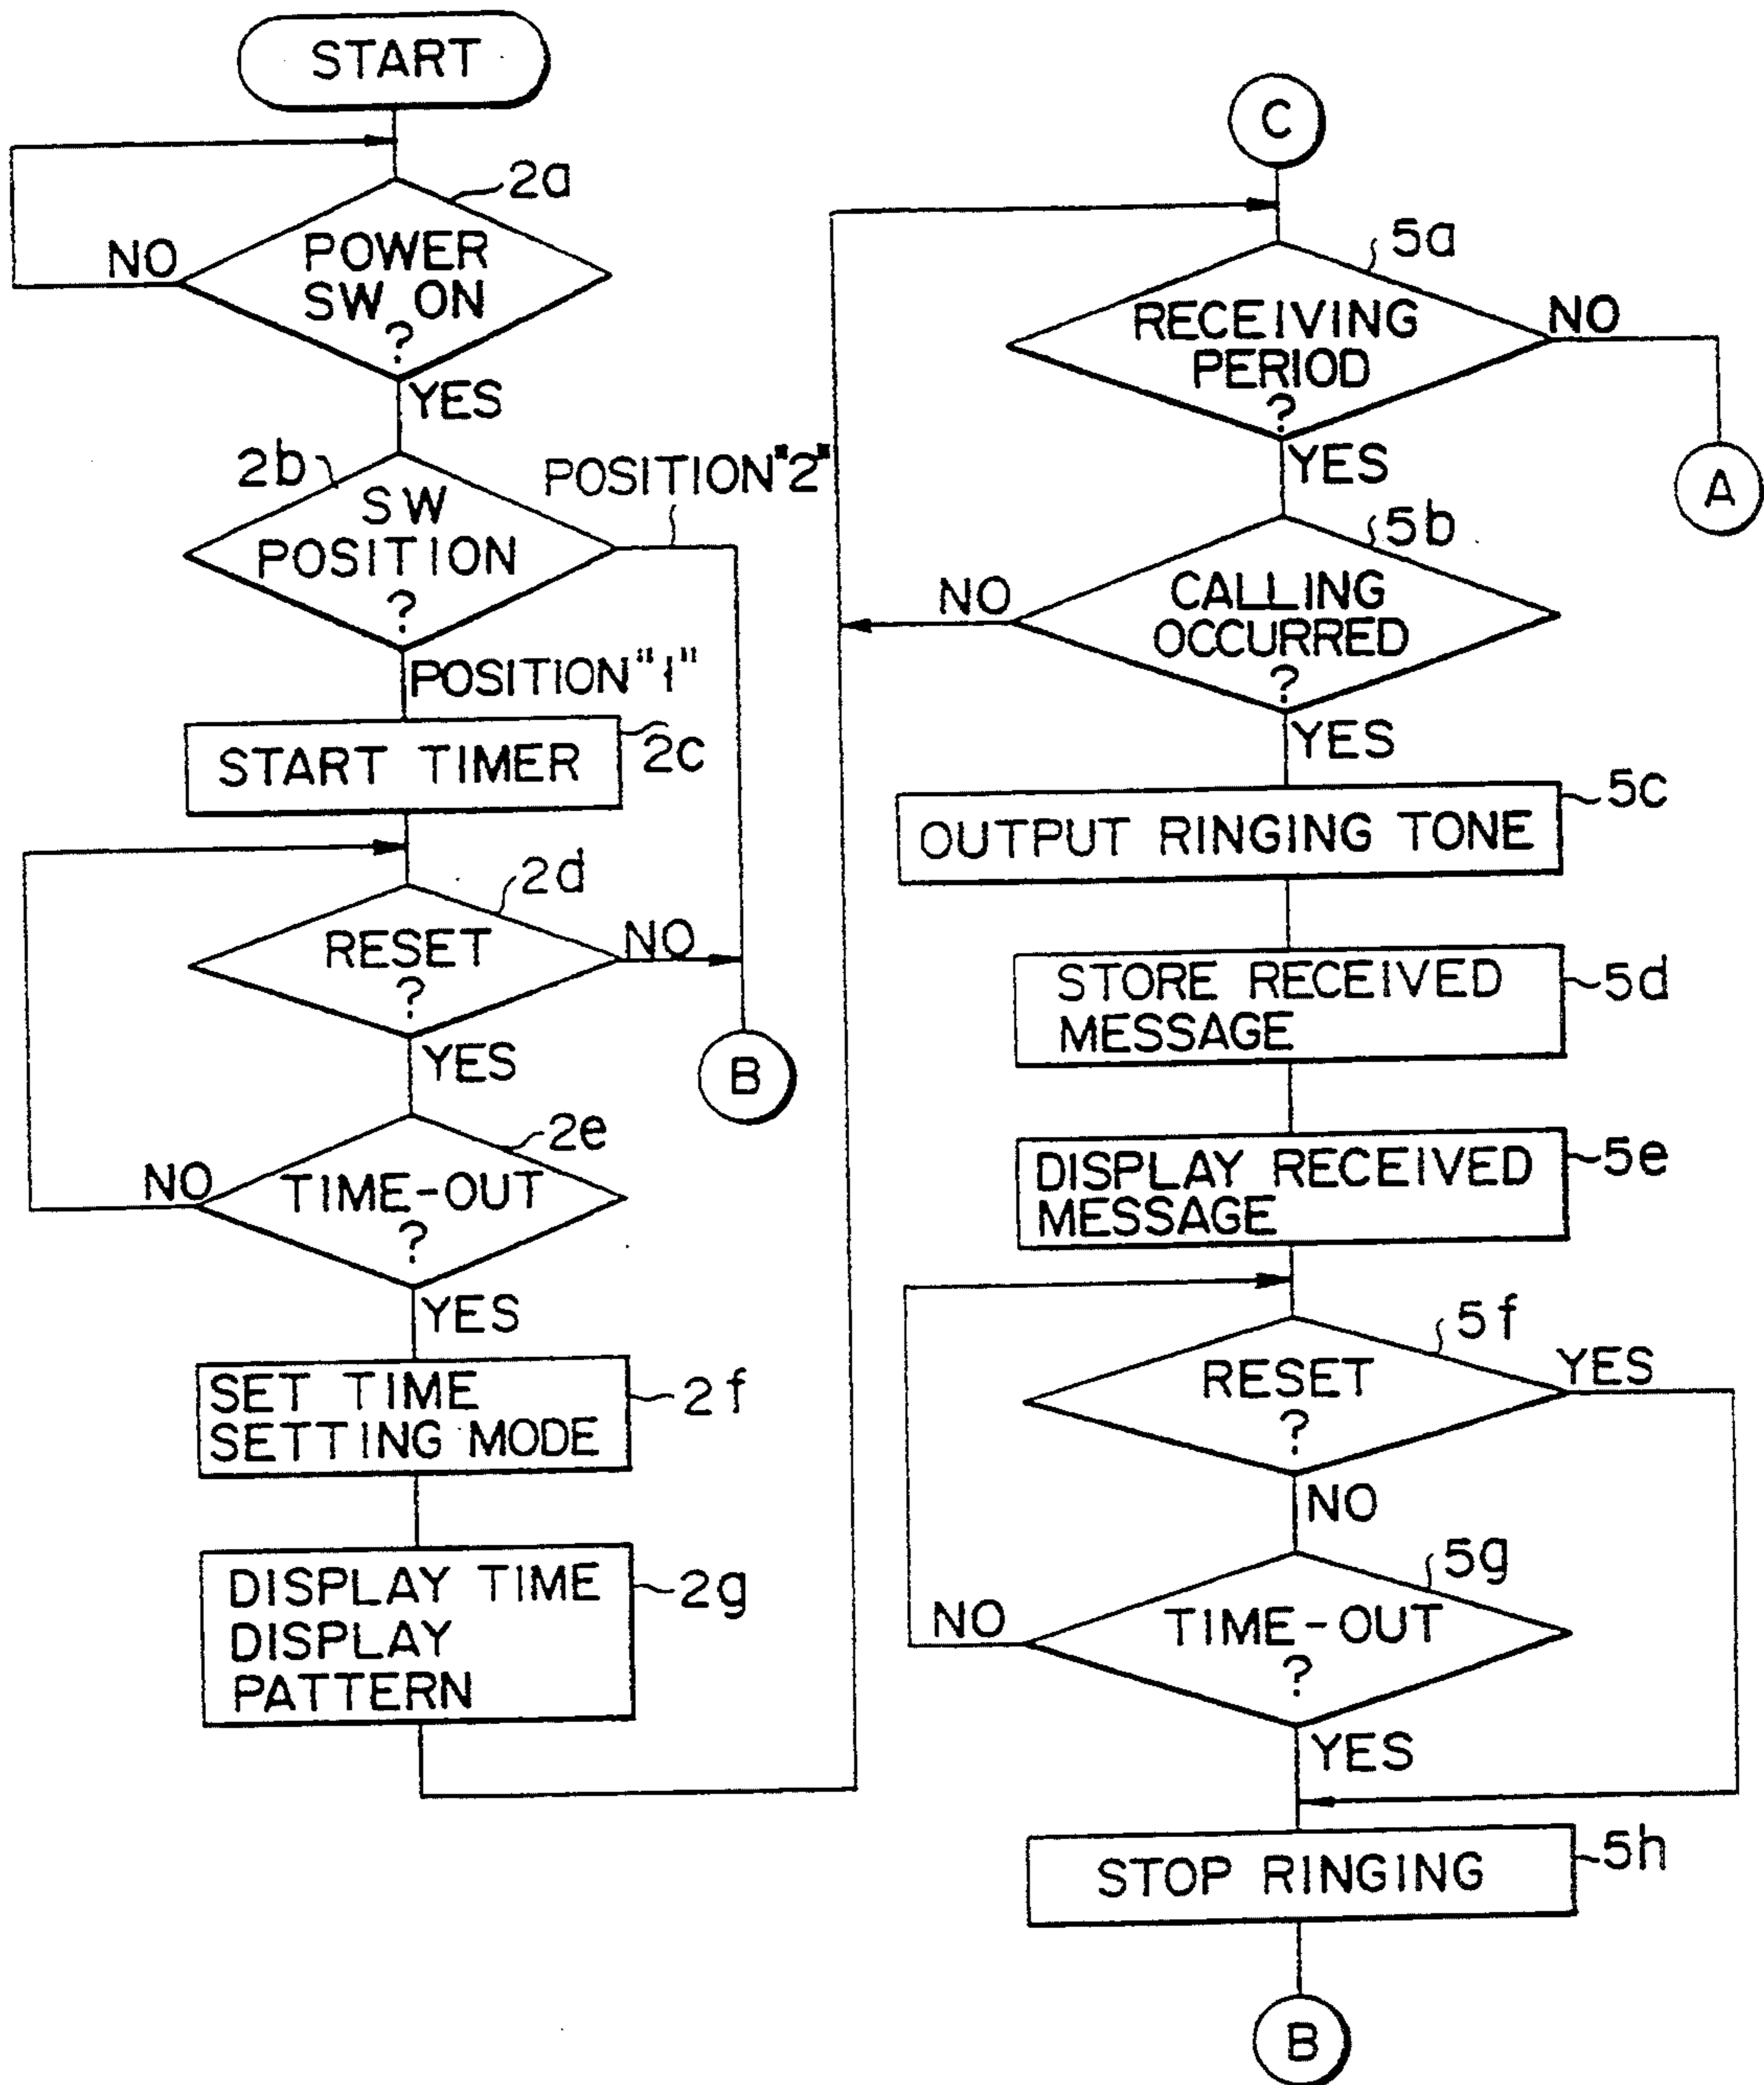 START
2a
NO
POWER
SW ON
?
YES
2b
SW
POSITION
?
POSITION"2"
POSITION"1"
START TIMER
2c
2d
RESET
?
NO
YES
B
2e
NO
TIME-OUT
?
YES
SET TIME
SETTING MODE
2f
DISPLAY TIME
DISPLAY
PATTERN
2g
C
5a
RECEIVING
PERIOD
?
NO
A
YES
5b
NO
CALLING
OCCURRED
?
YES
OUTPUT RINGING TONE
5c
STORE RECEIVED
MESSAGE
5d
DISPLAY RECEIVED
MESSAGE
5e
5f
RESET
?
YES
NO
5g
NO
TIME-OUT
?
YES
STOP RINGING
5h
B